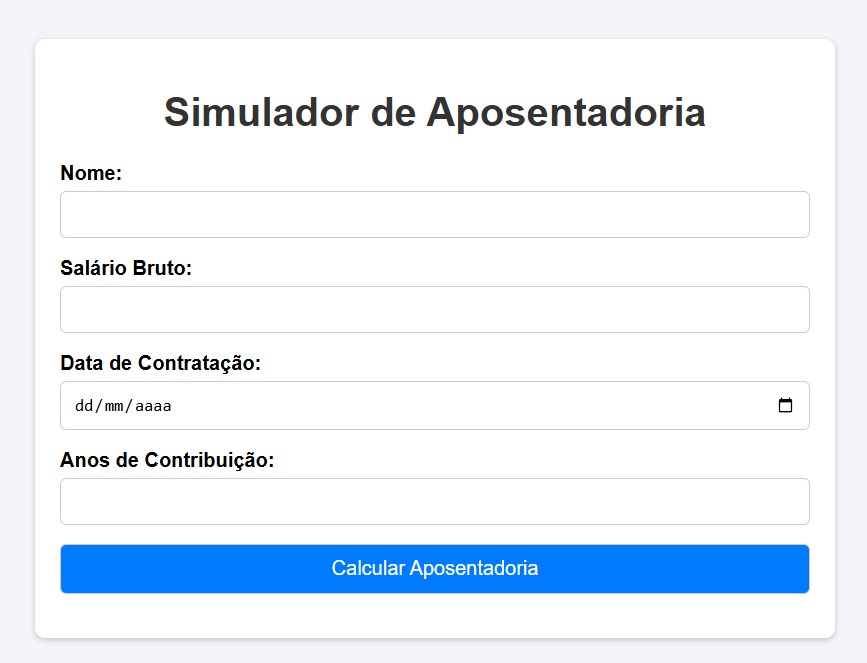 Simulador de Aposentadoria
Nome:
Salário Bruto:
Data de Contratação:
dd/mm/aaaa
Anos de Contribuição:
Calcular Aposentadoria